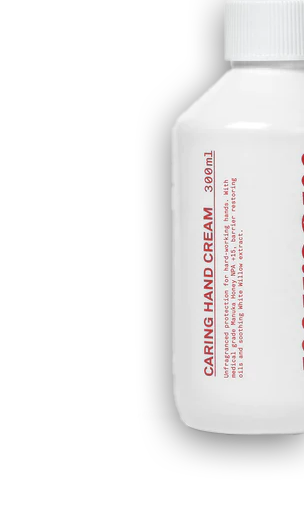 CARING HAND CREAM 300ml
Unfragranced protection for hard-working hands. With
medical grade Manuka Honey NPA +15, barrier restoring
oils and soothing White Willow extract.